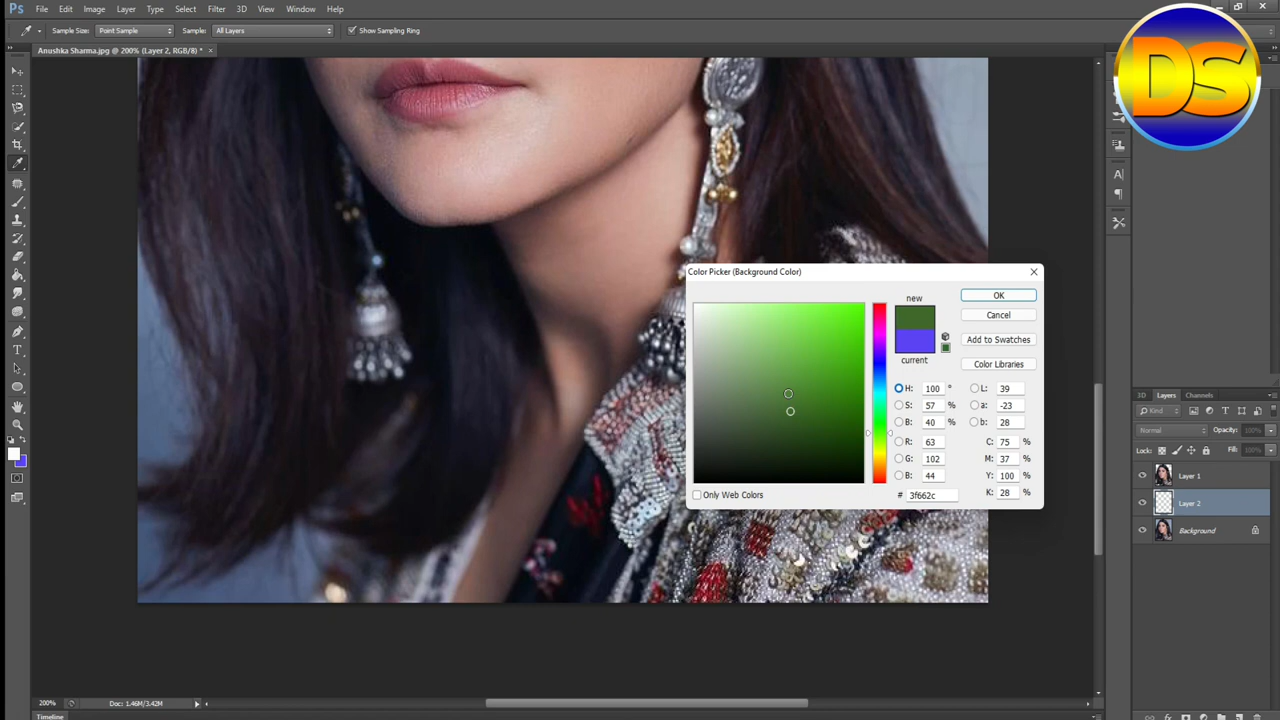 Ps File Edit Image Layer Type Select Filter 3D View Window Help
Sample Size: Point Sample Sample: All Layers Show Sampling Ring
Anushka Sharma.jpg @ 200% (Layer 2, RGB/8) * ×
DS
Color Picker (Background Color)
new
current
OK
Cancel
Add to Swatches
Color Libraries
H: 100 ° L: 39
S: 57 % a: -23
B: 40 % b: 28
R: 63 C: 75 %
G: 102 M: 37 %
B: 44 Y: 100 %
# 3f662c K: 28 %
Only Web Colors
3D Layers Channels
Kind
Normal Opacity: 100%
Lock: Fill: 100%
Layer 1
Layer 2
Background
200% Doc: 1.46M/3.42M
Timeline